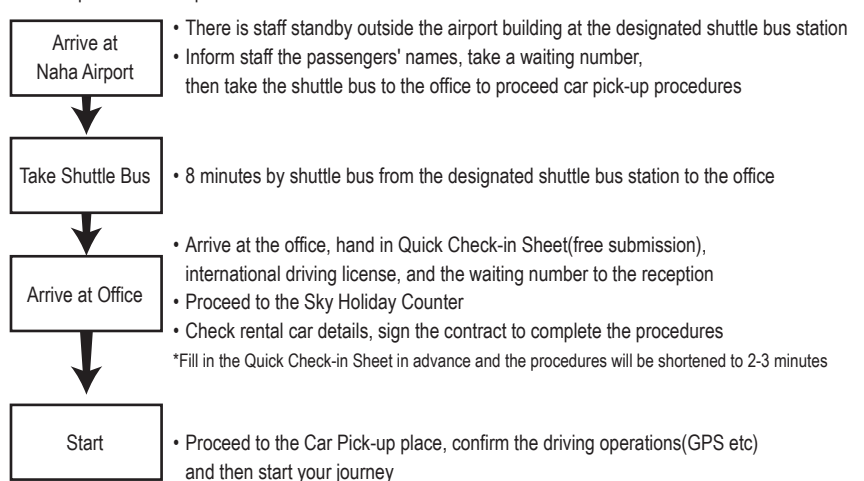 Arrive at
Naha Airport
• There is staff standby outside the airport building at the designated shuttle bus station
• Inform staff the passengers' names, take a waiting number,
then take the shuttle bus to the office to proceed car pick-up procedures
Take Shuttle Bus
• 8 minutes by shuttle bus from the designated shuttle bus station to the office
Arrive at Office
• Arrive at the office, hand in Quick Check-in Sheet(free submission),
international driving license, and the waiting number to the reception
• Proceed to the Sky Holiday Counter
• Check rental car details, sign the contract to complete the procedures
*Fill in the Quick Check-in Sheet in advance and the procedures will be shortened to 2-3 minutes
Start
• Proceed to the Car Pick-up place, confirm the driving operations(GPS etc)
and then start your journey